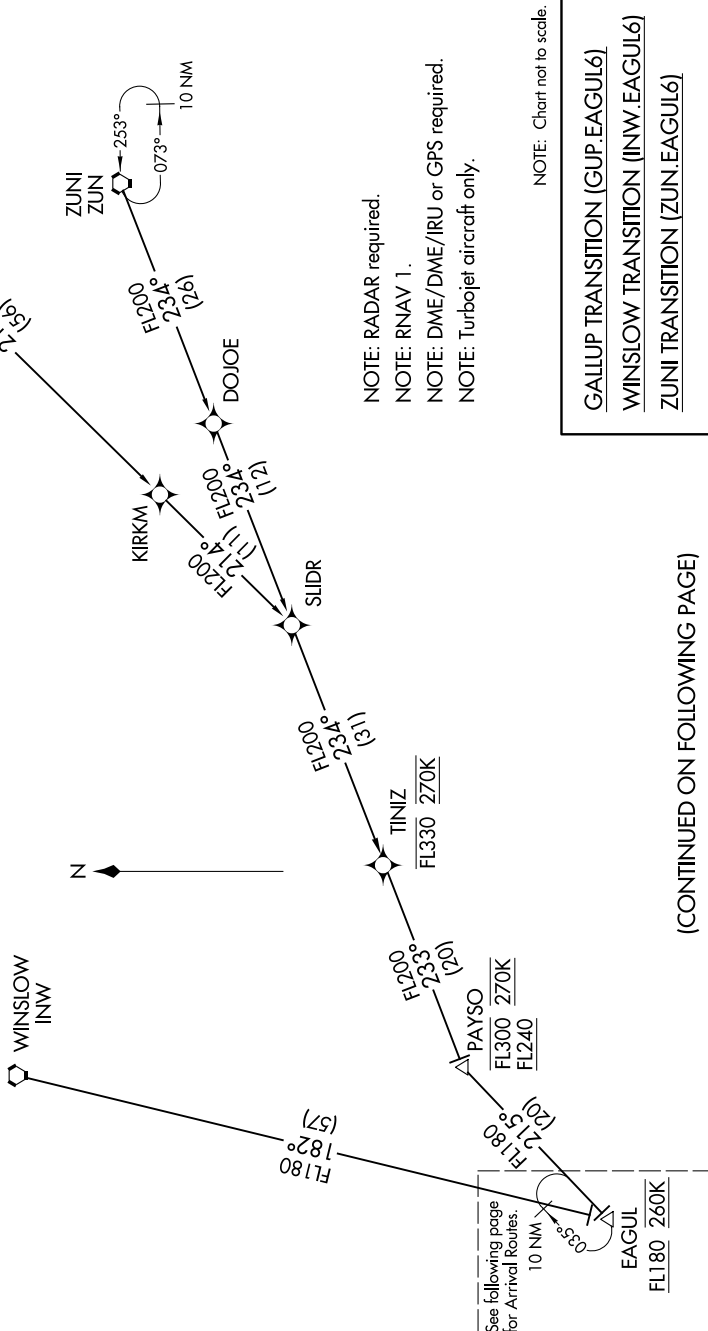 ZUNI
ZUN
253°
073°
10 NM
FL200
234°
(26)
(56)
DOJOE
KIRKM
FL200
234°
(12)
FL200
214°
(11)
SLIDR
FL200
234°
(31)
TINIZ
FL330 270K
N
WINSLOW
INW
FL200
233°
(20)
PAYSO
FL300 270K
FL240
FL180
182°
(57)
FL180
215°
(20)
See following page
for Arrival Routes.
10 NM
035°
EAGUL
FL180 260K
NOTE: RADAR required.
NOTE: RNAV 1.
NOTE: DME/DME/IRU or GPS required.
NOTE: Turbojet aircraft only.
NOTE: Chart not to scale.
GALLUP TRANSITION (GUP.EAGUL6)
WINSLOW TRANSITION (INW.EAGUL6)
ZUNI TRANSITION (ZUN.EAGUL6)
(CONTINUED ON FOLLOWING PAGE)